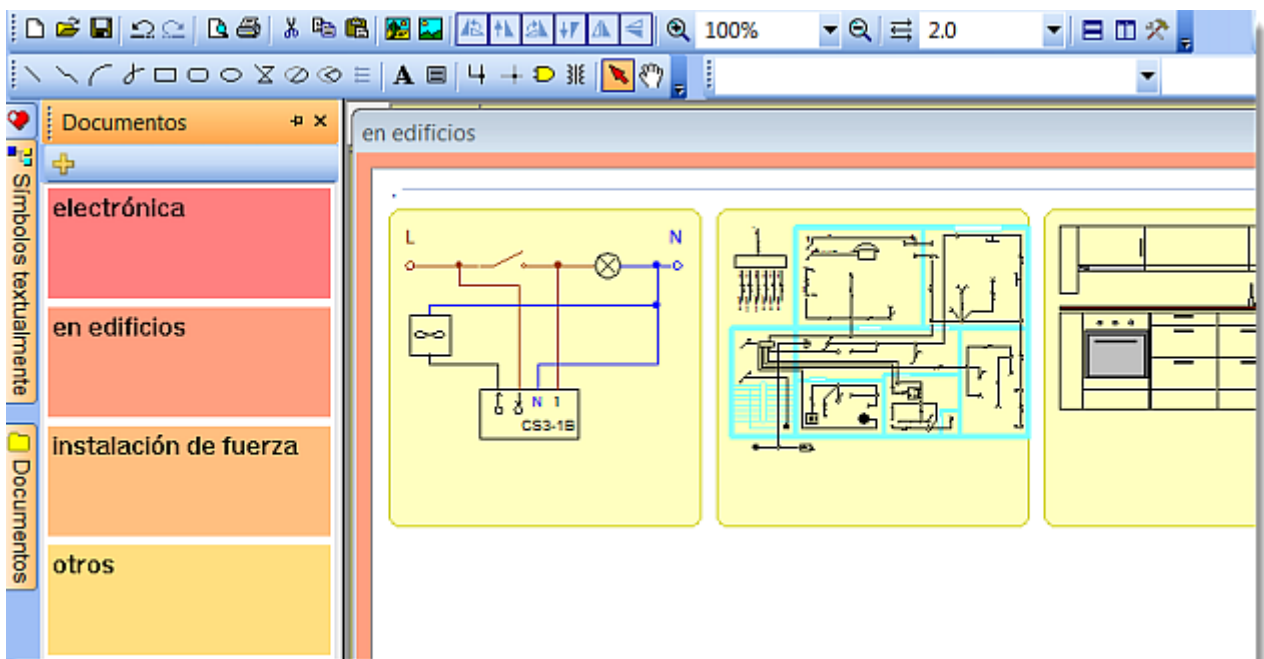 100%
2.0
A
Documentos
en edificios
Símbolos textualmente
Documentos
electrónica
en edificios
instalación de fuerza
otros
L
N
N 1
CS3-1B